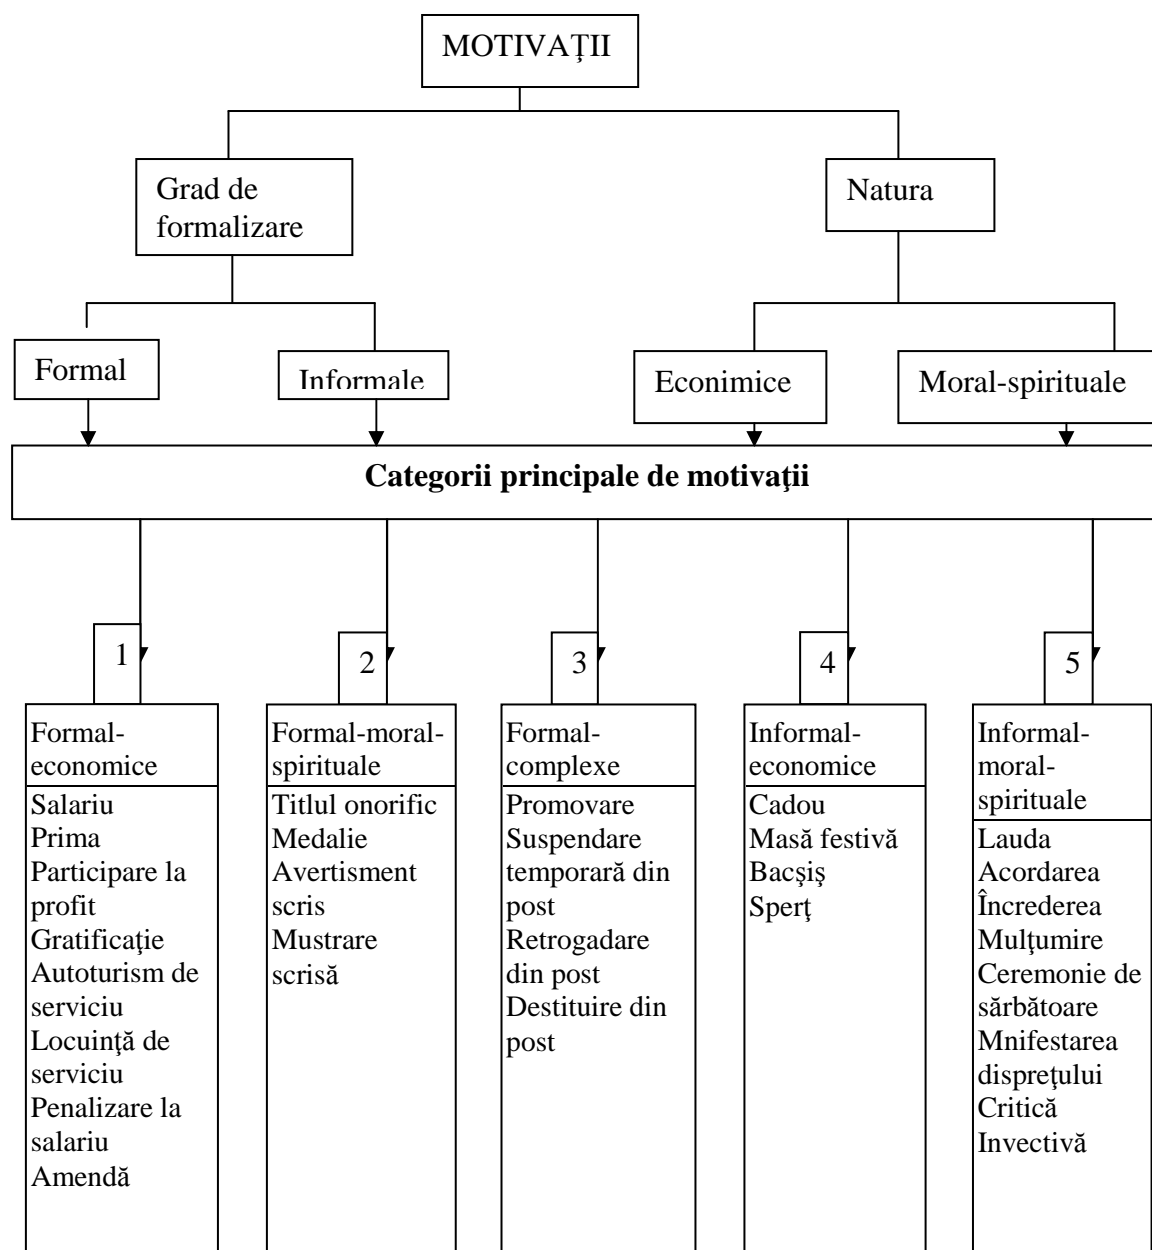 MOTIVAŢII
Grad de
formalizare
Natura
Formal
Informale
Econimice
Moral-spirituale
Categorii principale de motivaţii
1
2
3
4
5
Formal-
economice
Salariu
Prima
Participare la
profit
Gratificaţie
Autoturism de
serviciu
Locuinţă de
serviciu
Penalizare la
salariu
Amendă
Formal-moral-
spirituale
Titlul onorific
Medalie
Avertisment
scris
Mustrare
scrisă
Formal-
complexe
Promovare
Suspendare
temporară din
post
Retrogadare
din post
Destituire din
post
Informal-
economice
Cadou
Masă festivă
Bacşiş
Sperţ
Informal-
moral-
spirituale
Lauda
Acordarea
Încrederea
Mulţumire
Ceremonie de
sărbătoare
Mnifestarea
dispreţului
Critică
Invectivă